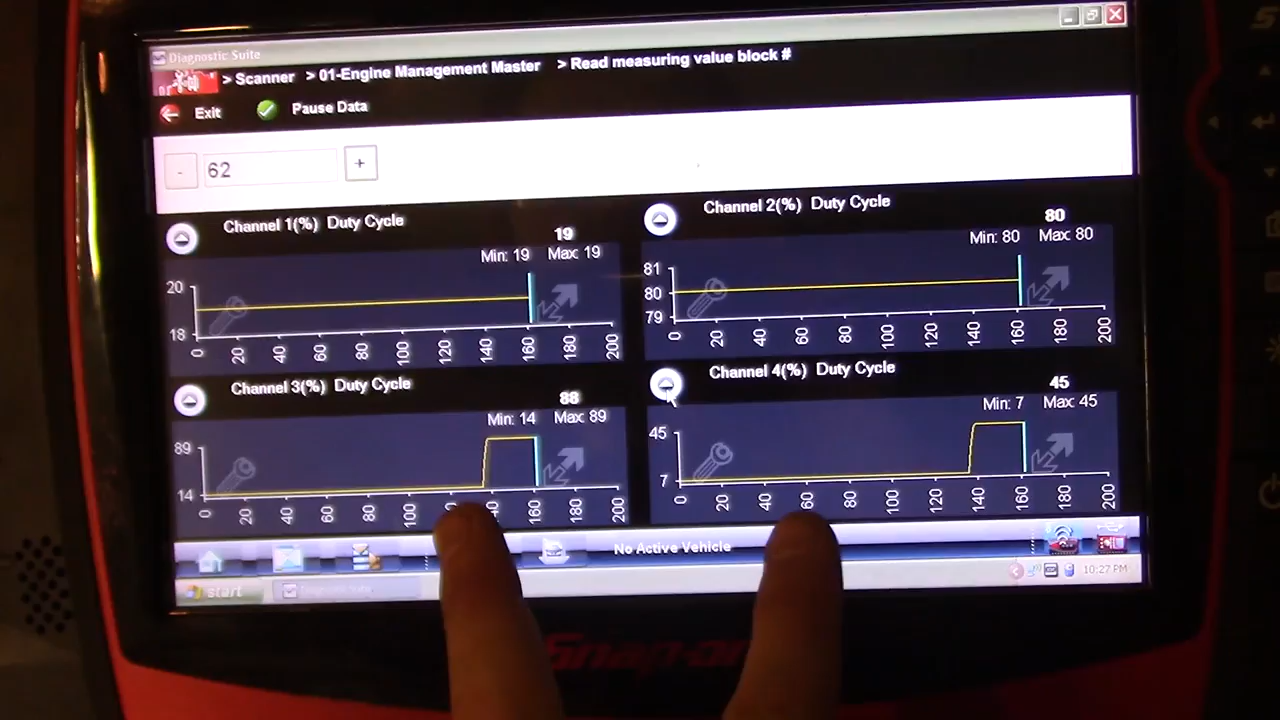 Diagnostic Suite
> Scanner > 01-Engine Management Master > Read measuring value block #
Exit Pause Data
- 62 +
Channel 1(%) Duty Cycle
19
Min: 19 Max: 19
20
18
0 20 40 60 80 100 120 140 160 180 200
Channel 2(%) Duty Cycle
80
Min: 80 Max: 80
81
80
79
0 20 40 60 80 100 120 140 160 180 200
Channel 3(%) Duty Cycle
88
Min: 14 Max: 89
89
14
0 20 40 60 80 100 160 180 200
Channel 4(%) Duty Cycle
45
Min: 7 Max: 45
45
7
0 20 40 60 80 100 120 140 160 180 200
No Active Vehicle
start
10:27 PM
Snap-on